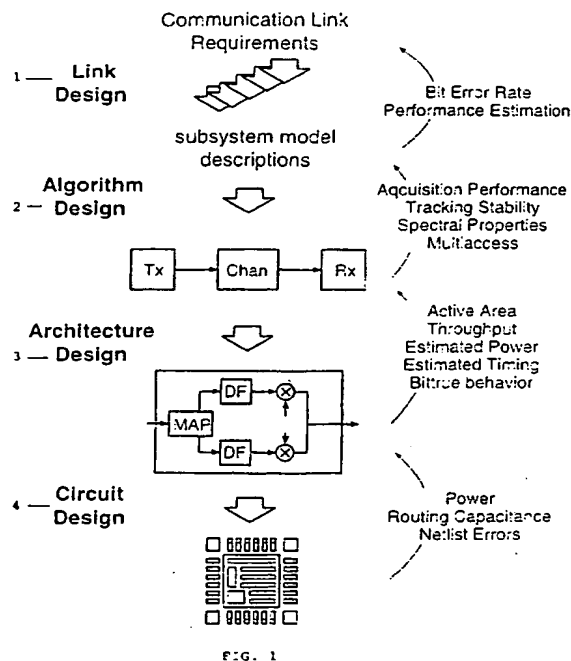 Communication Link
Requirements
1 — Link
Design
Bit Error Rate
Performance Estimation
subsystem model
descriptions
2 — Algorithm
Design
Aqcuisition Performance
Tracking Stability
Spectral Properties
Multiaccess
Tx
Chan
Rx
3 — Architecture
Design
Active Area
Throughput
Estimated Power
Estimated Timing
Bittrue behavior
DF
MAP
DF
4 — Circuit
Design
Power
Routing Capacitance
Netlist Errors
FIG. 1